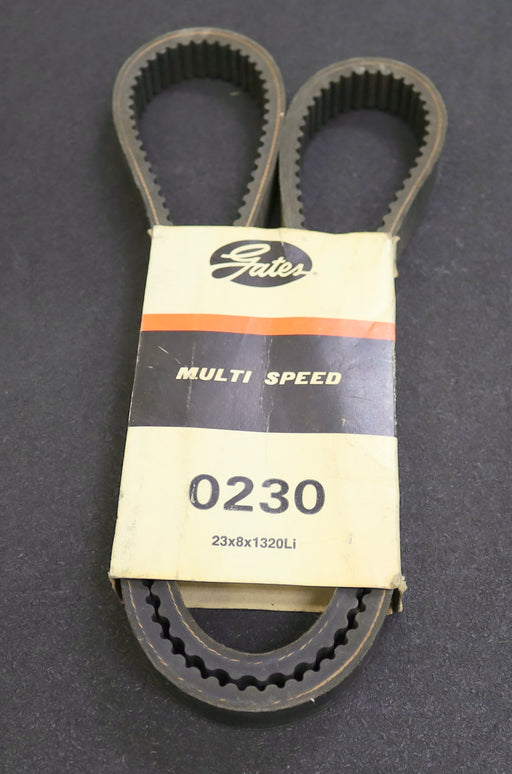 Gates
MULTI SPEED
0230
23x8x1320Li